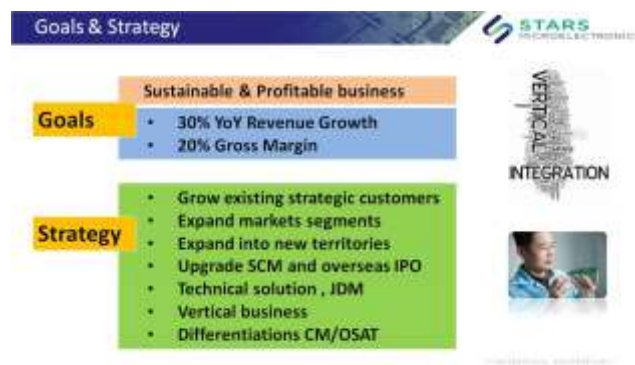 Goals & Strategy
STARS
MICROELECTRONIC
Sustainable & Profitable business
Goals
• 30% YoY Revenue Growth
• 20% Gross Margin
Strategy
• Grow existing strategic customers
• Expand markets segments
• Expand into new territories
• Upgrade SCM and overseas IPO
• Technical solution , JDM
• Vertical business
• Differentiations CM/OSAT
VERTICAL
INTEGRATION